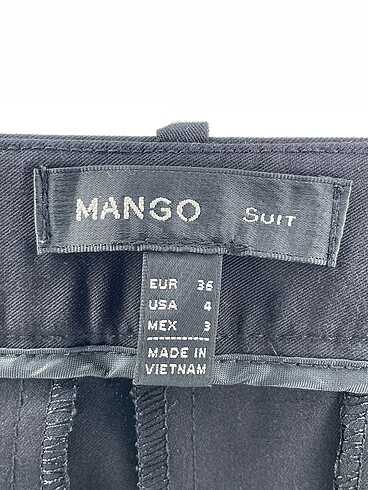 MANGO SUIT
EUR 36
USA 4
MEX 3
MADE IN
VIETNAM